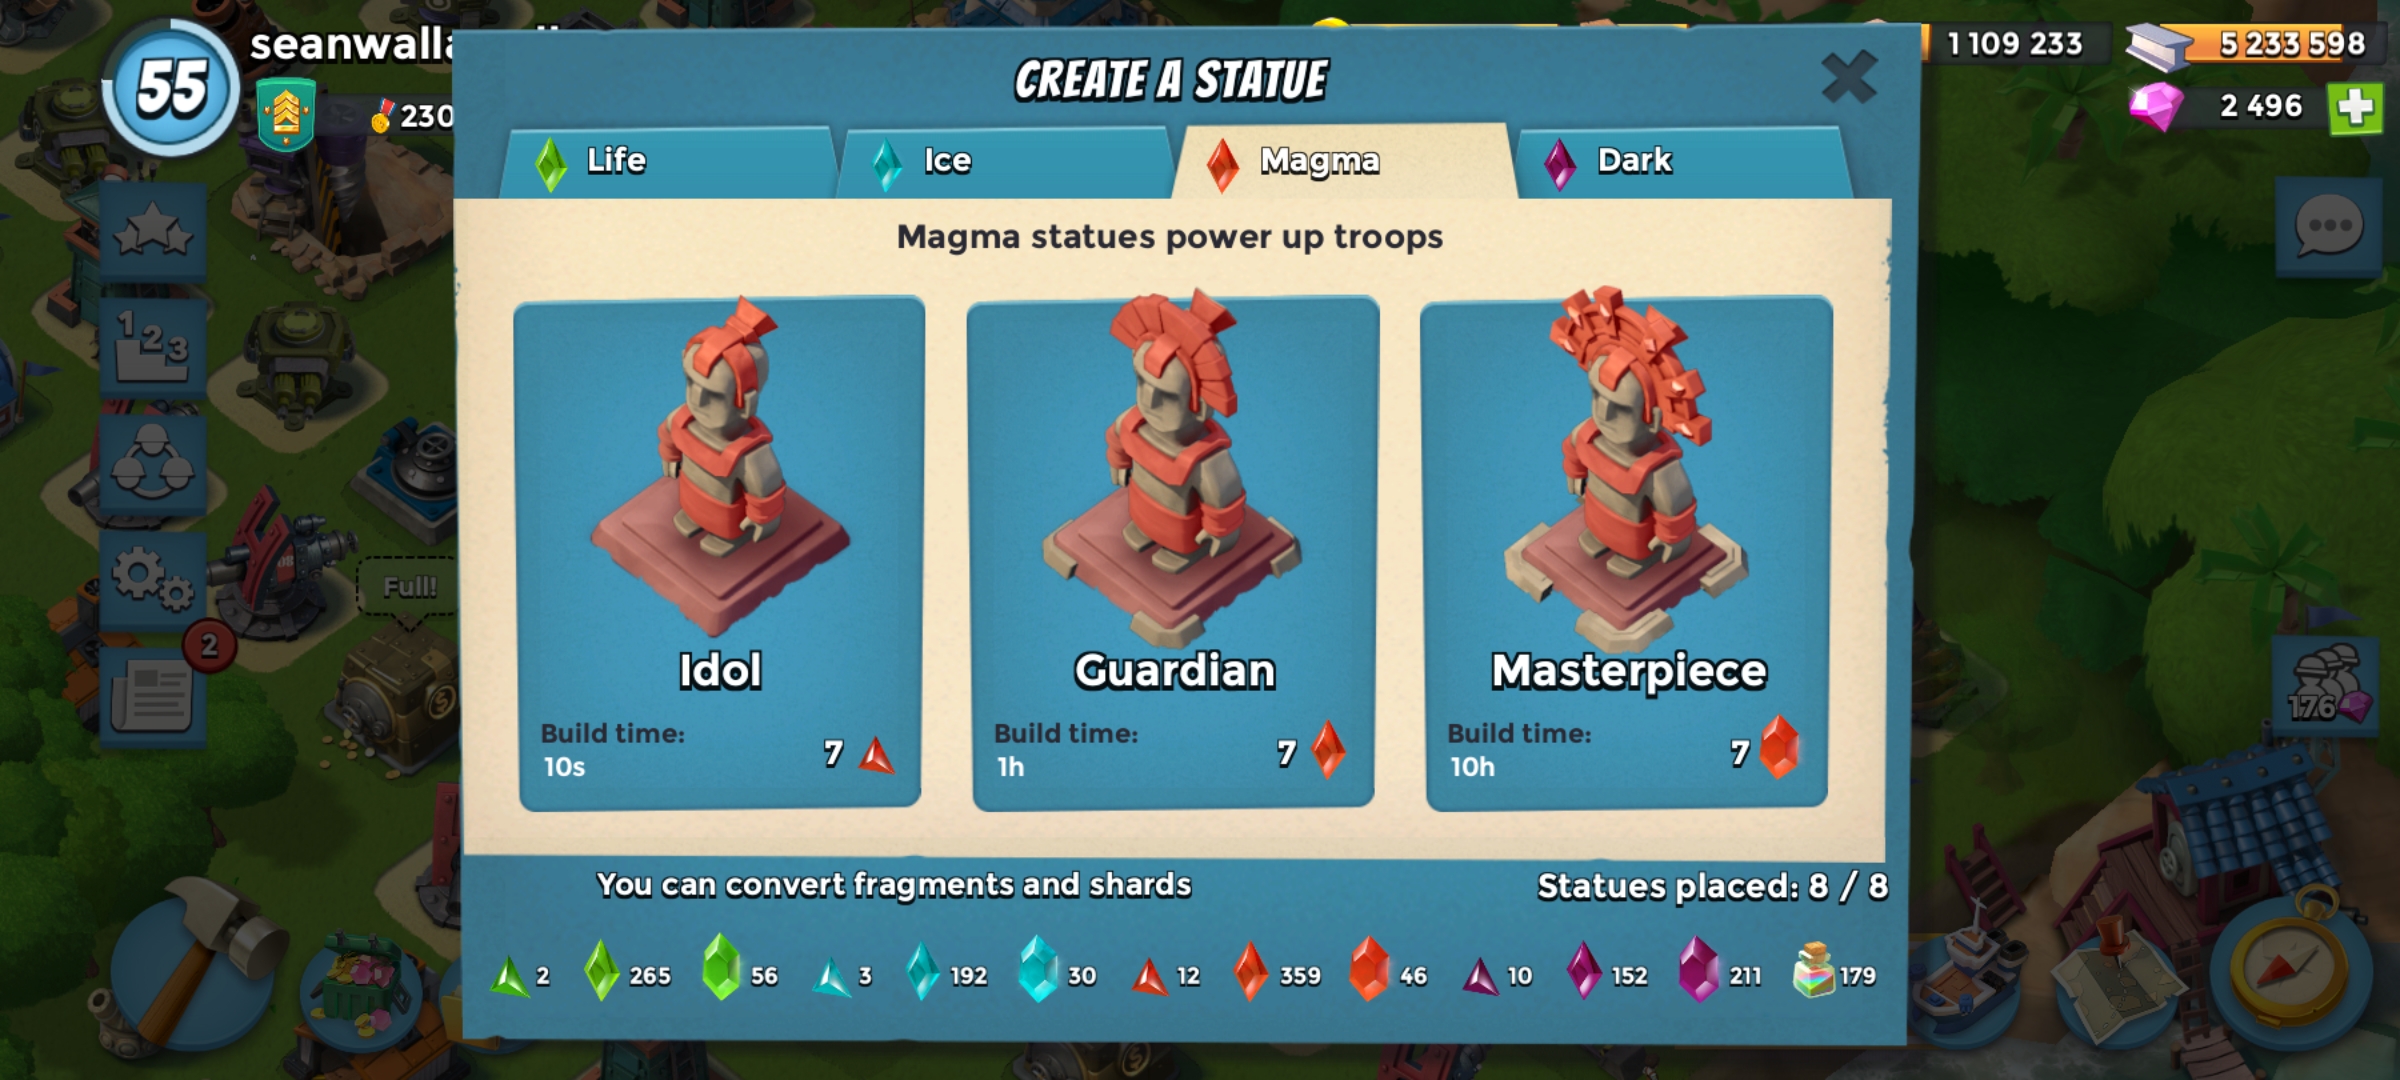 55
1 109 233
5 233 598
230
2 496
CREATE A STATUE
Life
Ice
Magma
Dark
Magma statues power up troops
1 2 3
Full!
2
Idol
Build time:
10s
7
Guardian
Build time:
1h
7
Masterpiece
Build time:
10h
7
176
You can convert fragments and shards
Statues placed: 8 / 8
2
265
56
3
192
30
12
359
46
10
152
211
179